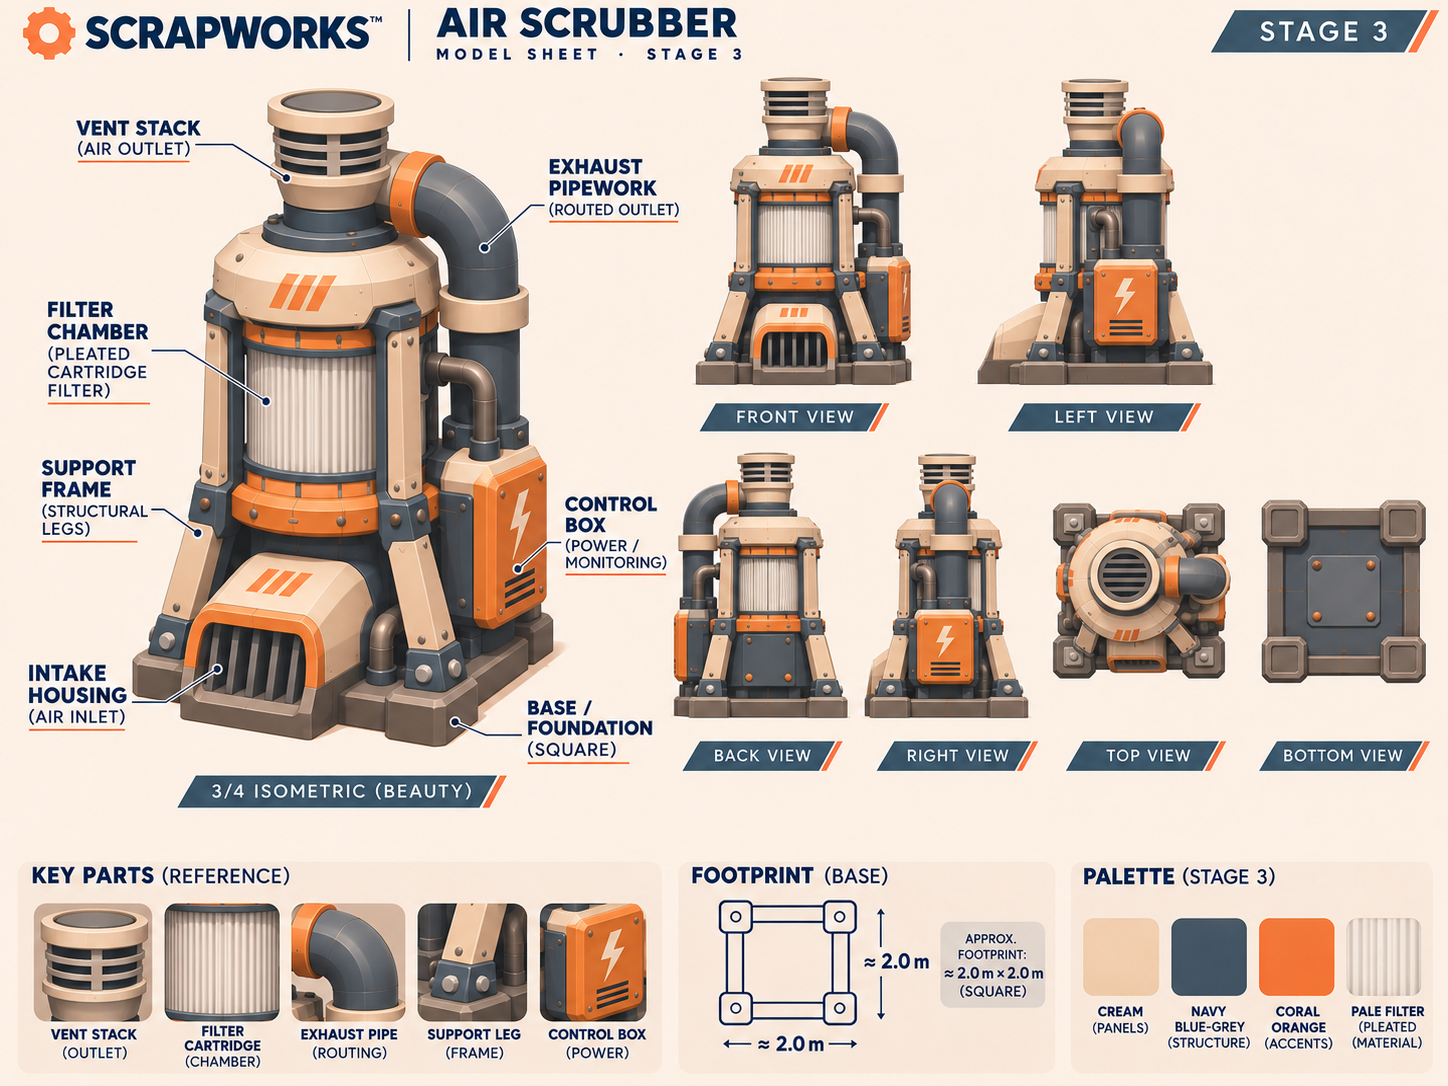 SCRAPWORKS™
AIR SCRUBBER
MODEL SHEET · STAGE 3
STAGE 3
VENT STACK
(AIR OUTLET)
EXHAUST
PIPEWORK
(ROUTED OUTLET)
FILTER
CHAMBER
(PLEATED
CARTRIDGE
FILTER)
SUPPORT
FRAME
(STRUCTURAL
LEGS)
CONTROL
BOX
(POWER /
MONITORING)
INTAKE
HOUSING
(AIR INLET)
BASE /
FOUNDATION
(SQUARE)
3/4 ISOMETRIC (BEAUTY)
FRONT VIEW
LEFT VIEW
BACK VIEW
RIGHT VIEW
TOP VIEW
BOTTOM VIEW
KEY PARTS (REFERENCE)
VENT STACK
(OUTLET)
FILTER
CARTRIDGE
(CHAMBER)
EXHAUST PIPE
(ROUTING)
SUPPORT LEG
(FRAME)
CONTROL BOX
(POWER)
FOOTPRINT (BASE)
≈ 2.0 m
≈ 2.0 m
APPROX.
FOOTPRINT:
≈ 2.0 m × 2.0 m
(SQUARE)
PALETTE (STAGE 3)
CREAM
(PANELS)
NAVY
BLUE-GREY
(STRUCTURE)
CORAL
ORANGE
(ACCENTS)
PALE FILTER
(PLEATED
(MATERIAL)